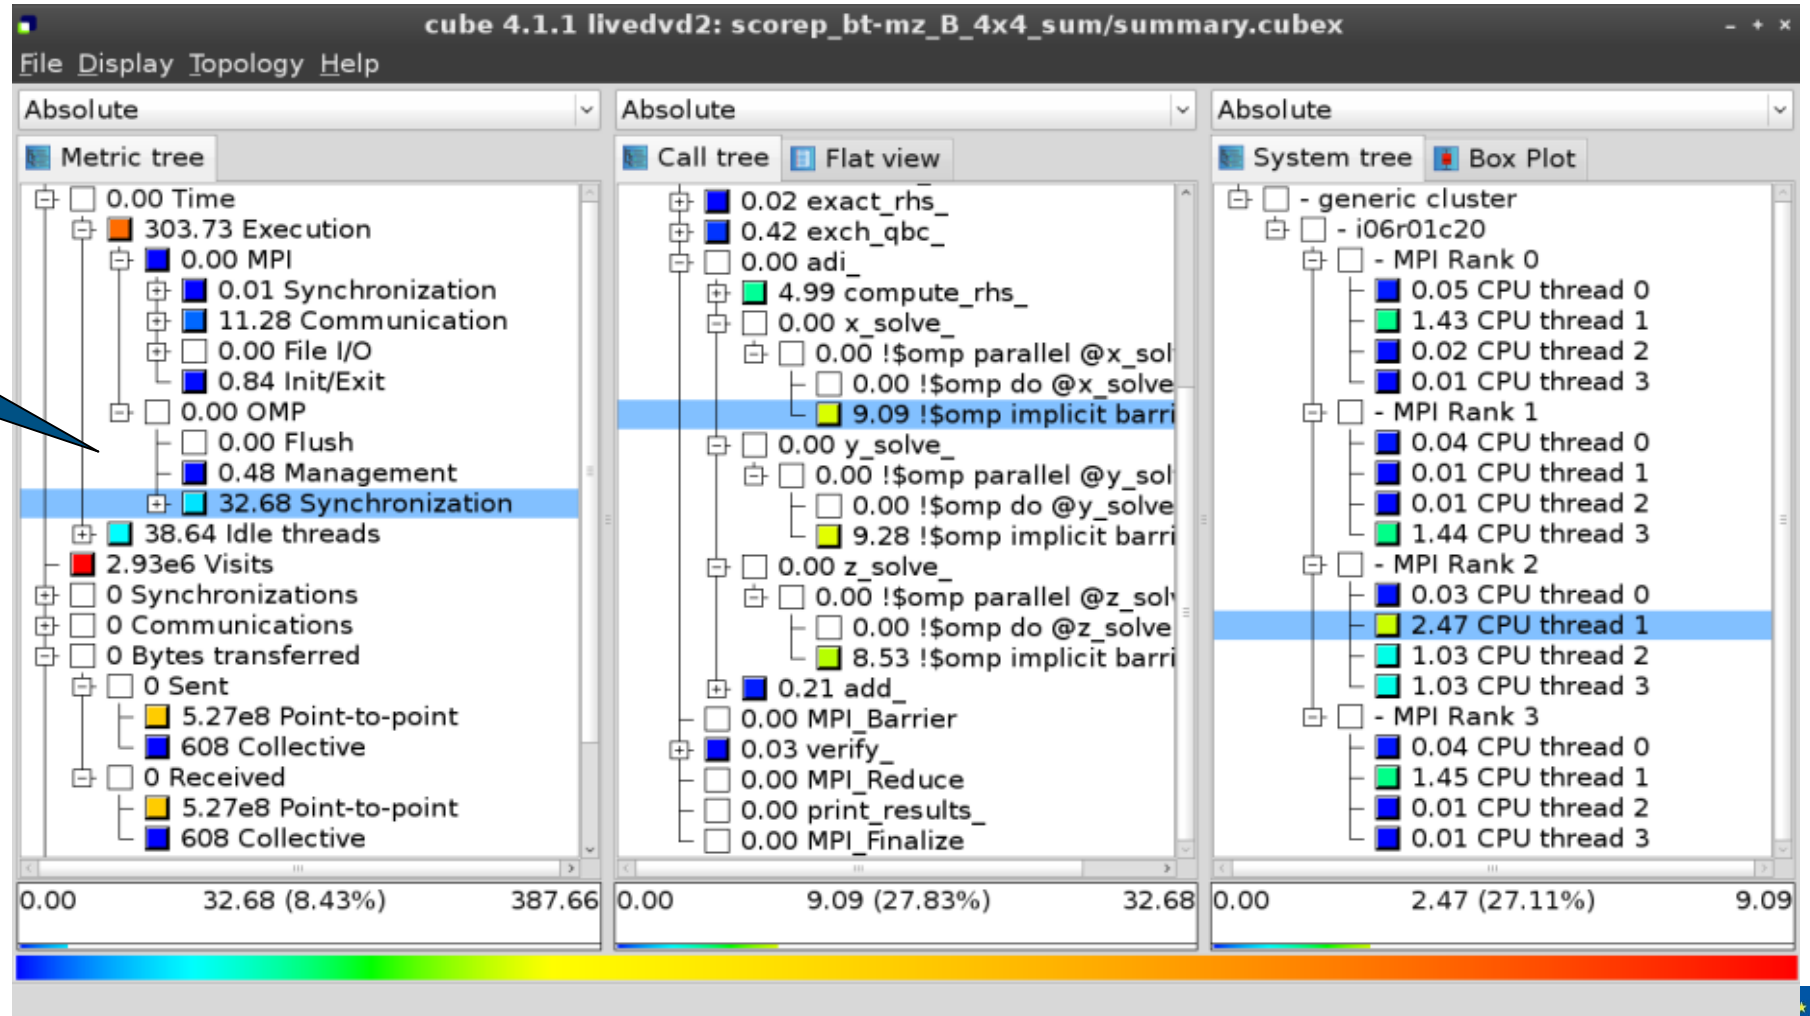 cube 4.1.1 livedvd2: scorep_bt-mz_B_4x4_sum/summary.cubex
File Display Topology Help
Absolute
Metric tree
0.00 Time
303.73 Execution
0.00 MPI
0.01 Synchronization
11.28 Communication
0.00 File I/O
0.84 Init/Exit
0.00 OMP
0.00 Flush
0.48 Management
32.68 Synchronization
38.64 Idle threads
2.93e6 Visits
0 Synchronizations
0 Communications
0 Bytes transferred
0 Sent
5.27e8 Point-to-point
608 Collective
0 Received
5.27e8 Point-to-point
608 Collective
0.00 32.68 (8.43%) 387.66
Absolute
Call tree Flat view
0.02 exact_rhs_
0.42 exch_qbc_
0.00 adi_
4.99 compute_rhs_
0.00 x_solve_
0.00 !$omp parallel @x_sol
0.00 !$omp do @x_solve
9.09 !$omp implicit barri
0.00 y_solve_
0.00 !$omp parallel @y_sol
0.00 !$omp do @y_solve
9.28 !$omp implicit barri
0.00 z_solve_
0.00 !$omp parallel @z_solv
0.00 !$omp do @z_solve
8.53 !$omp implicit barri
0.21 add_
0.00 MPI_Barrier
0.03 verify_
0.00 MPI_Reduce
0.00 print_results_
0.00 MPI_Finalize
0.00 9.09 (27.83%) 32.68
Absolute
System tree Box Plot
- generic cluster
- i06r01c20
- MPI Rank 0
0.05 CPU thread 0
1.43 CPU thread 1
0.02 CPU thread 2
0.01 CPU thread 3
- MPI Rank 1
0.04 CPU thread 0
0.01 CPU thread 1
0.01 CPU thread 2
1.44 CPU thread 3
- MPI Rank 2
0.03 CPU thread 0
2.47 CPU thread 1
1.03 CPU thread 2
1.03 CPU thread 3
- MPI Rank 3
0.04 CPU thread 0
1.45 CPU thread 1
0.01 CPU thread 2
0.01 CPU thread 3
0.00 2.47 (27.11%) 9.09